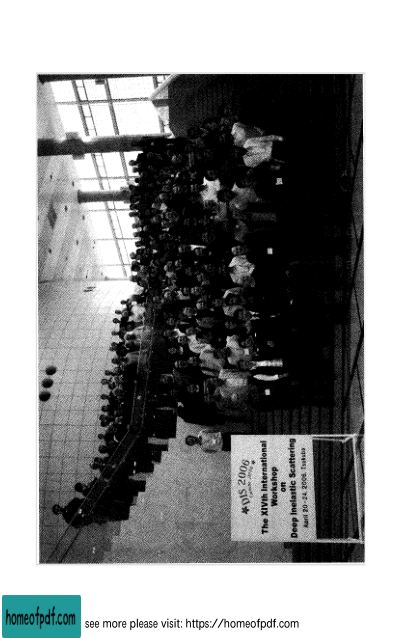 DIS 2006
The XIVth International
Workshop
on
Deep Inelastic Scattering
April 20-24, 2006, Tsukuba
homeofpdf.com
see more please visit: https://homeofpdf.com